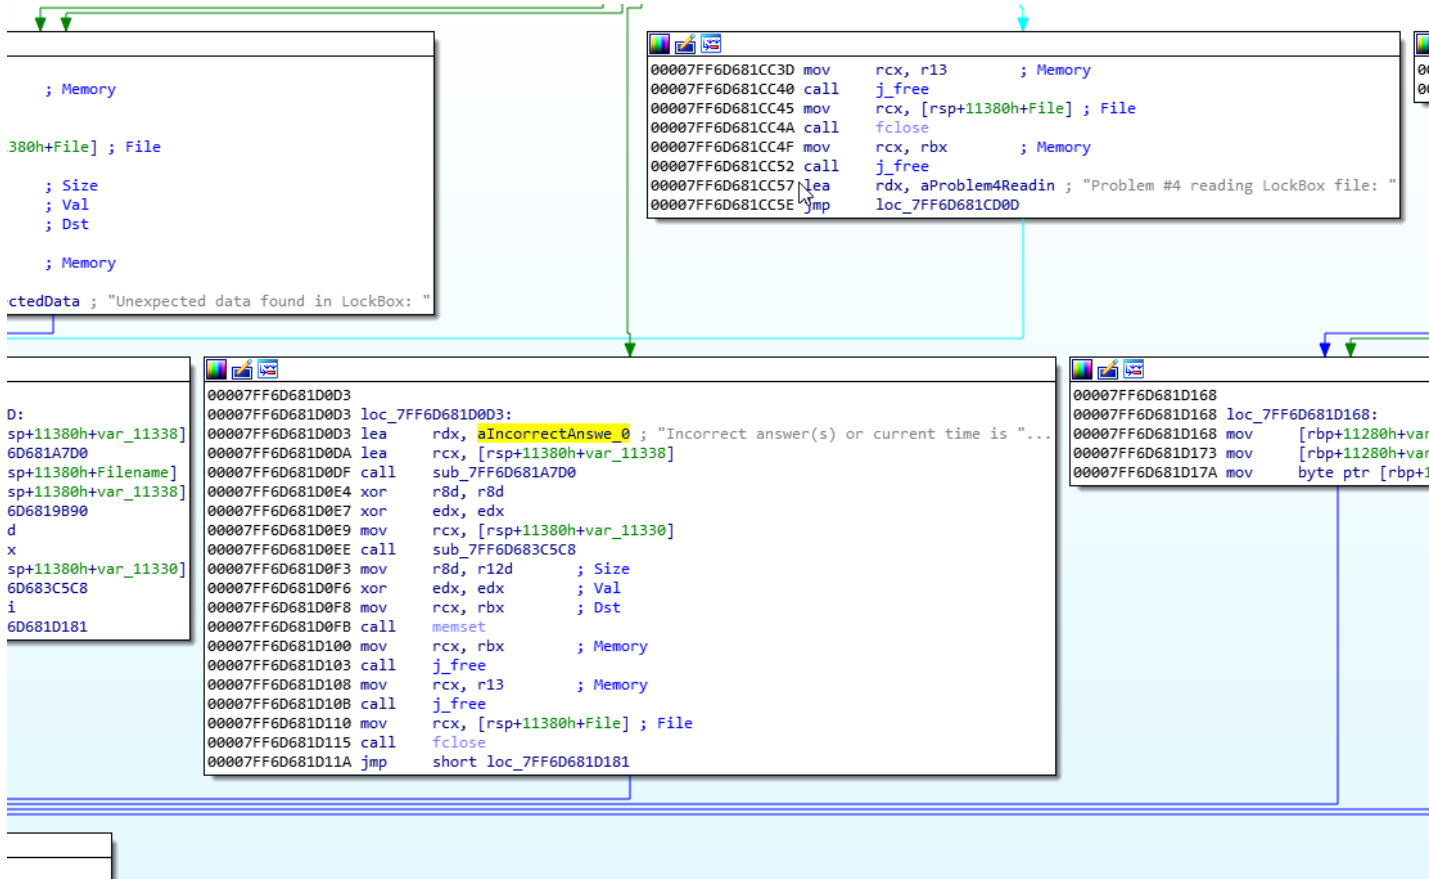 ; Memory
.380h+File] ; File
; Size
; Val
; Dst
; Memory
ctedData ; "Unexpected data found in LockBox: "
00007FF6D681CC3D mov rcx, r13 ; Memory
00007FF6D681CC40 call j_free
00007FF6D681CC45 mov rcx, [rsp+11380h+File] ; File
00007FF6D681CC4A call fclose
00007FF6D681CC4F mov rcx, rbx ; Memory
00007FF6D681CC52 call j_free
00007FF6D681CC57 lea rdx, aProblem4Readin ; "Problem #4 reading LockBox file: "
00007FF6D681CC5E jmp loc_7FF6D681CD0D
D:
sp+11380h+var_11338]
6D681A7D0
sp+11380h+Filename]
sp+11380h+var_11338]
6D6819B90
d
x
sp+11380h+var_11330]
6D683C5C8
i
6D681D181
00007FF6D681D0D3
00007FF6D681D0D3 loc_7FF6D681D0D3:
00007FF6D681D0D3 lea rdx, aIncorrectAnswe_0 ; "Incorrect answer(s) or current time is "...
00007FF6D681D0DA lea rcx, [rsp+11380h+var_11338]
00007FF6D681D0DF call sub_7FF6D681A7D0
00007FF6D681D0E4 xor r8d, r8d
00007FF6D681D0E7 xor edx, edx
00007FF6D681D0E9 mov rcx, [rsp+11380h+var_11330]
00007FF6D681D0EE call sub_7FF6D683C5C8
00007FF6D681D0F3 mov r8d, r12d ; Size
00007FF6D681D0F6 xor edx, edx ; Val
00007FF6D681D0F8 mov rcx, rbx ; Dst
00007FF6D681D0FB call memset
00007FF6D681D100 mov rcx, rbx ; Memory
00007FF6D681D103 call j_free
00007FF6D681D108 mov rcx, r13 ; Memory
00007FF6D681D10B call j_free
00007FF6D681D110 mov rcx, [rsp+11380h+File] ; File
00007FF6D681D115 call fclose
00007FF6D681D11A jmp short loc_7FF6D681D181
00007FF6D681D168
00007FF6D681D168 loc_7FF6D681D168:
00007FF6D681D168 mov [rbp+11280h+var
00007FF6D681D173 mov [rbp+11280h+var
00007FF6D681D17A mov byte ptr [rbp+1